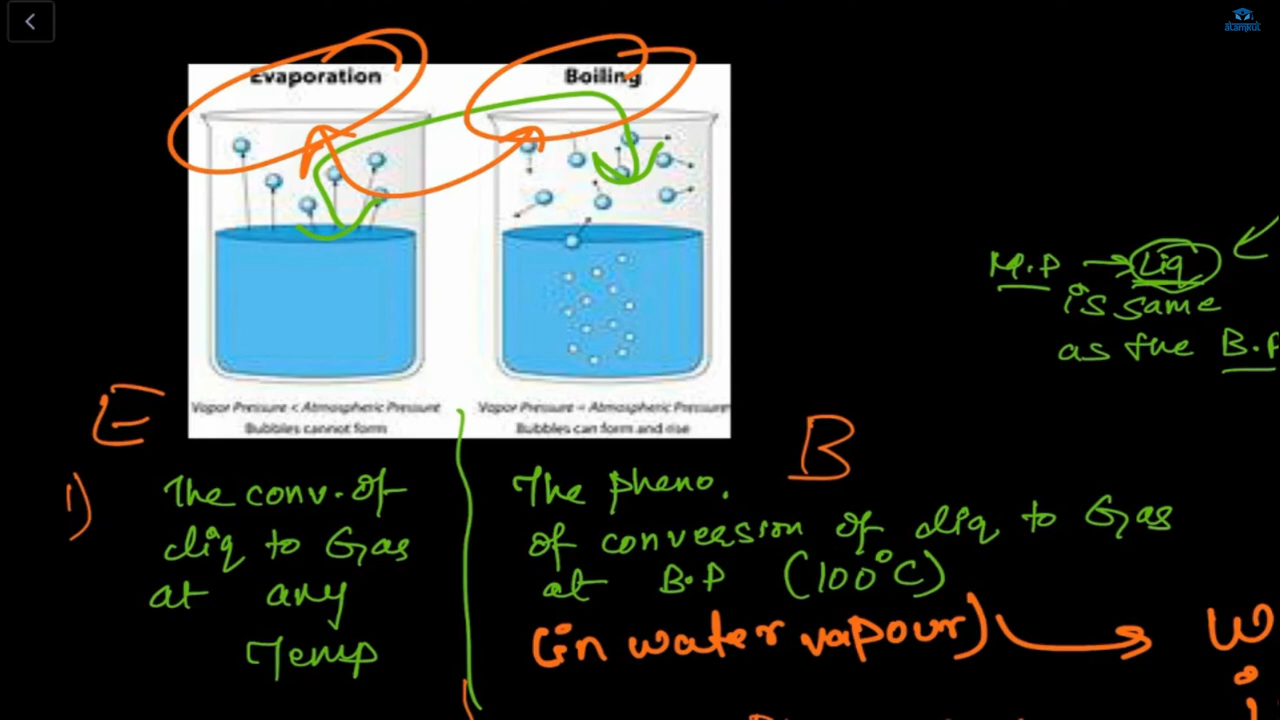 atamkul
Evaporation
Boiling
Vapor Pressure < Atmospheric Pressure
Bubbles cannot form
Vapor Pressure = Atmospheric Pressure
Bubbles can form and rise
M.P → Liq
is same
as the B.P
E
B
1)
The conv. of
liq to Gas
at any
Temp
The pheno.
of conversion of liq to Gas
at B.P (100°C)
(in water vapour)
W